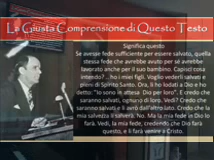 La Giusta Comprensione di Questo Testo
Significa questo
Se avesse fede sufficiente per essere salvato, quella
stessa fede che avrebbe avuto per sé avrebbe
lavorato anche per il suo bambino. Capisci cosa
intendo?... ho i miei figli. Voglio vederli salvati e
pieni di Spirito Santo. Ora, li ho lodati a Dio e ho
detto: "Io sono in attesa Dio per loro". E credo che
saranno salvati, ognuno di loro. Vedi? Credo che
saranno salvati e li avrò dall'altro lato. Credo che la
mia salvezza li salverà. No. Ma la mia fede in Dio lo
farà. Vedi, la mia fede, credendo che Dio farà
questo, e li farà venire a Cristo.